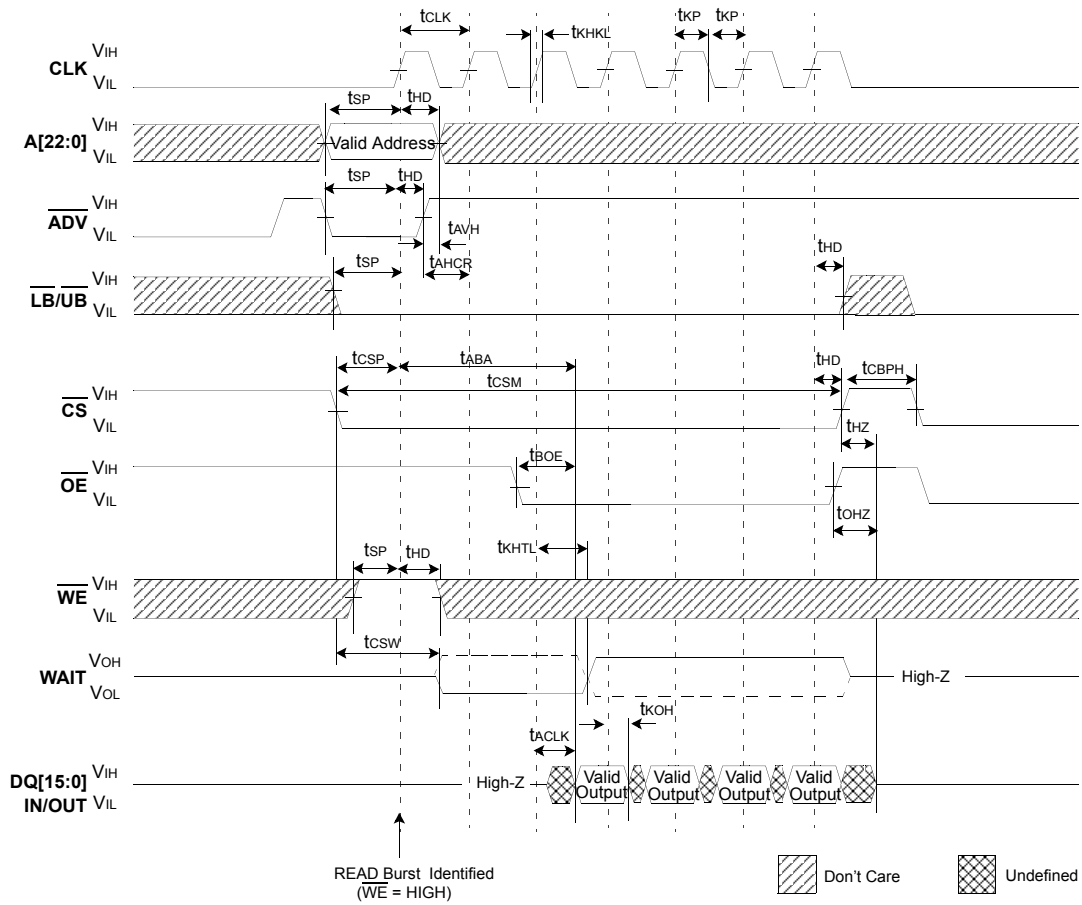 tCLK
tKHKL
tKP
tKP
CLK
VIH
VIL
tSP
tHD
A[22:0]
VIH
VIL
Valid Address
tSP
tHD
ADV
VIH
VIL
tAVH
tAHCR
tSP
tHD
LB/UB
VIH
VIL
tCSP
tABA
tHD
tCBPH
tCSM
CS
VIH
VIL
tHZ
tBOE
OE
VIH
VIL
tOHZ
tKHTL
tSP
tHD
WE
VIH
VIL
tCSW
WAIT
VOH
VOL
High-Z
tKOH
tACLK
DQ[15:0]
IN/OUT
VIH
VIL
High-Z
Valid
Output
Valid
Output
Valid
Output
Valid
Output
READ Burst Identified
(WE = HIGH)
Don't Care
Undefined